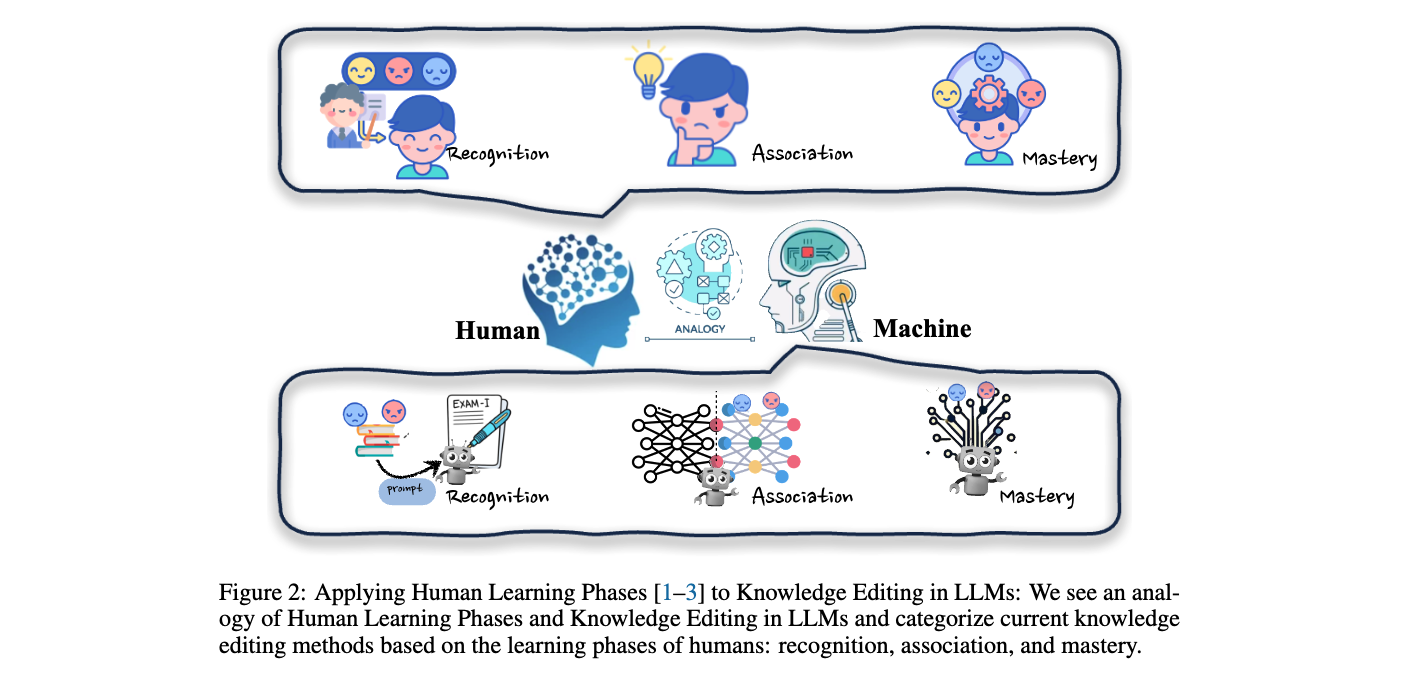 Recognition
Association
Mastery
Human
ANALOGY
Machine
EXAM-I
prompt
Recognition
Association
Mastery
Figure 2: Applying Human Learning Phases [1–3] to Knowledge Editing in LLMs: We see an anal-
ogy of Human Learning Phases and Knowledge Editing in LLMs and categorize current knowledge
editing methods based on the learning phases of humans: recognition, association, and mastery.